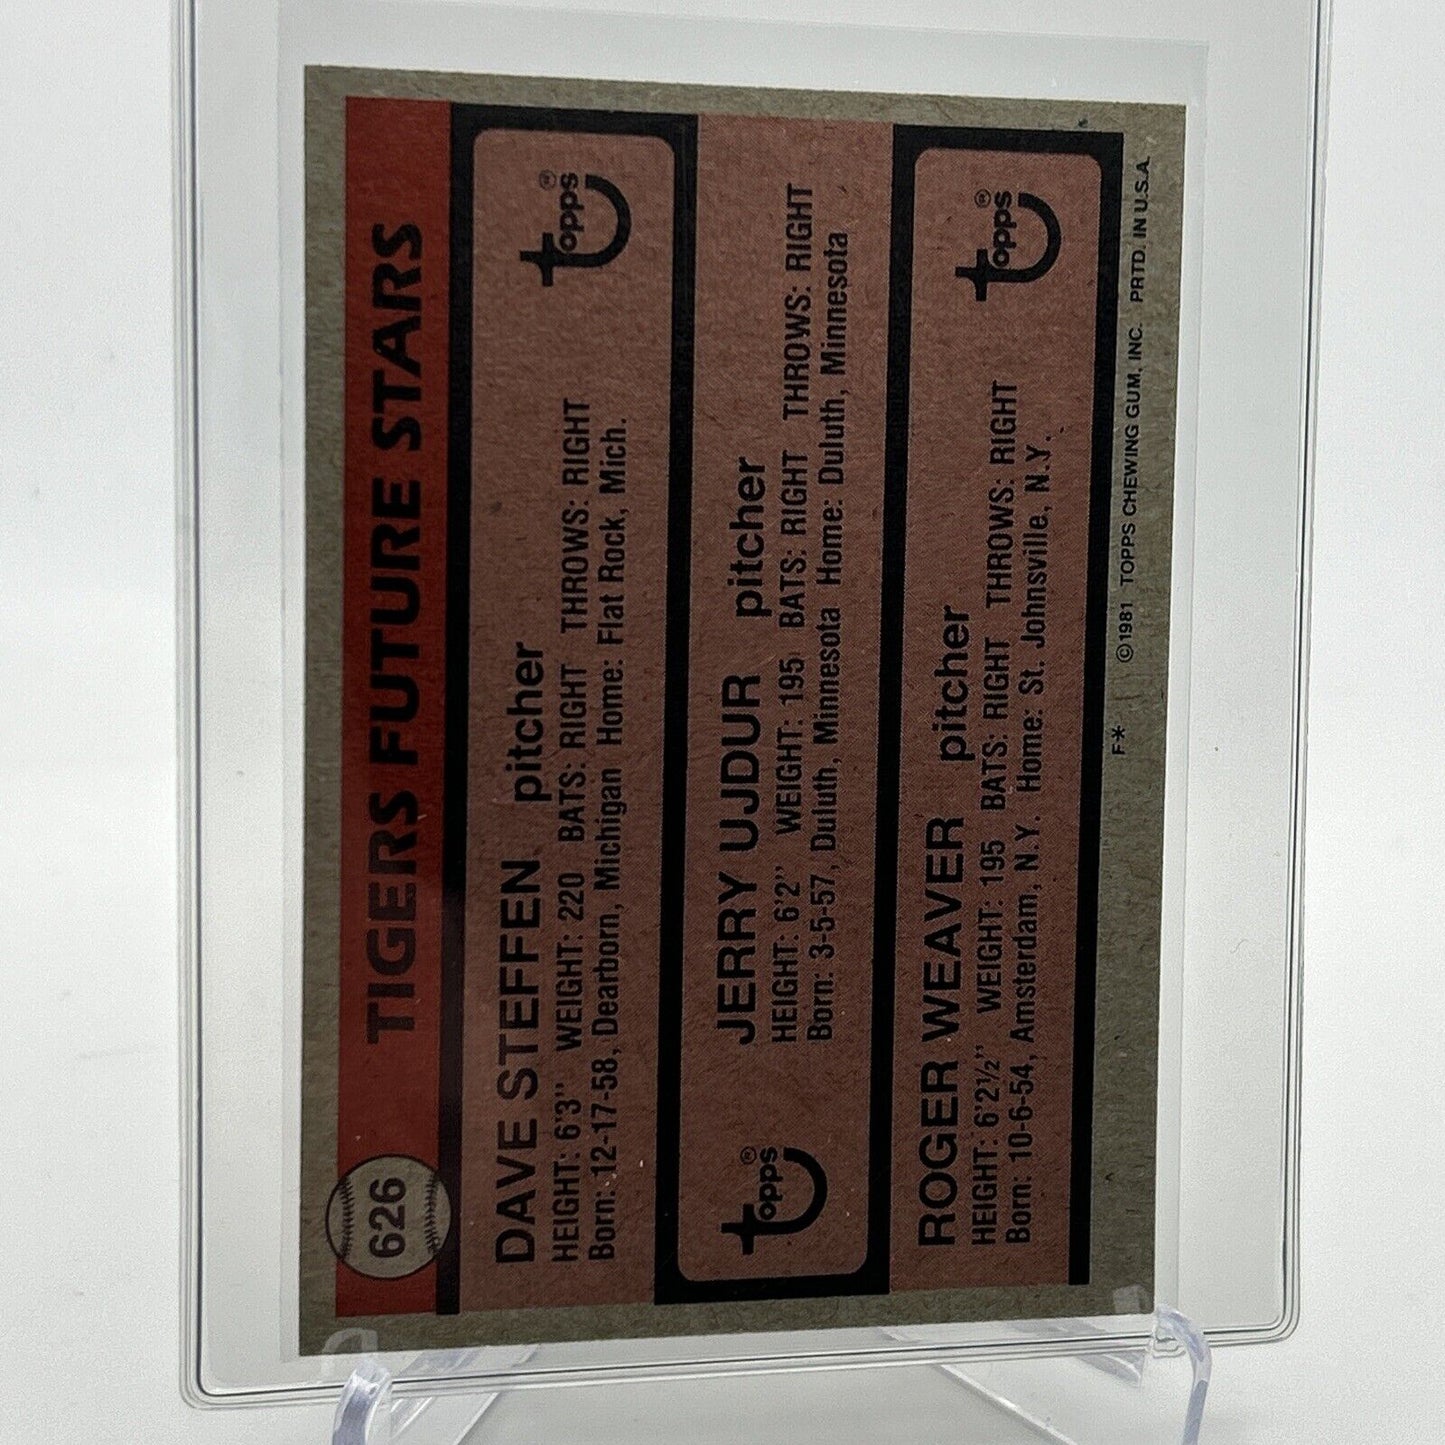 626
TIGERS FUTURE STARS
DAVE STEFFEN pitcher
HEIGHT: 6'3" WEIGHT: 220 BATS: RIGHT THROWS: RIGHT
Born: 12-17-58, Dearborn, Michigan Home: Flat Rock, Mich.
Topps®
Topps®
JERRY UJDUR pitcher
HEIGHT: 6'2" WEIGHT: 195 BATS: RIGHT THROWS: RIGHT
Born: 3-5-57, Duluth, Minnesota Home: Duluth, Minnesota
ROGER WEAVER pitcher
HEIGHT: 6'2½" WEIGHT: 195 BATS: RIGHT THROWS: RIGHT
Born: 10-6-54, Amsterdam, N.Y. Home: St. Johnsville, N.Y.
Topps®
F* ©1981 TOPPS CHEWING GUM, INC. PRTD. IN U.S.A.